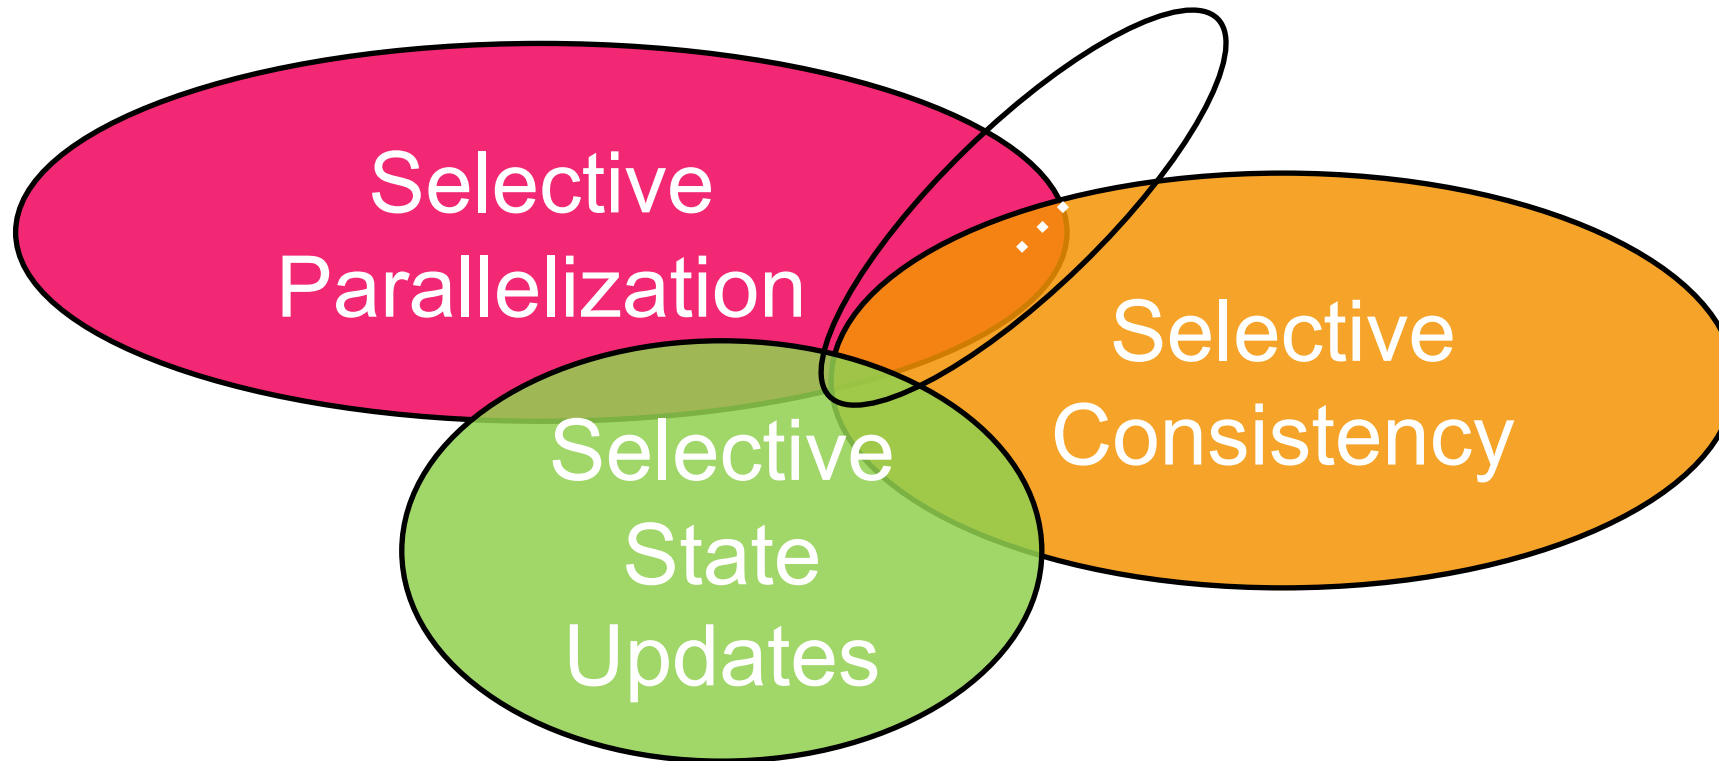 Selective
Parallelization
Selective
Consistency
Selective
State
Updates